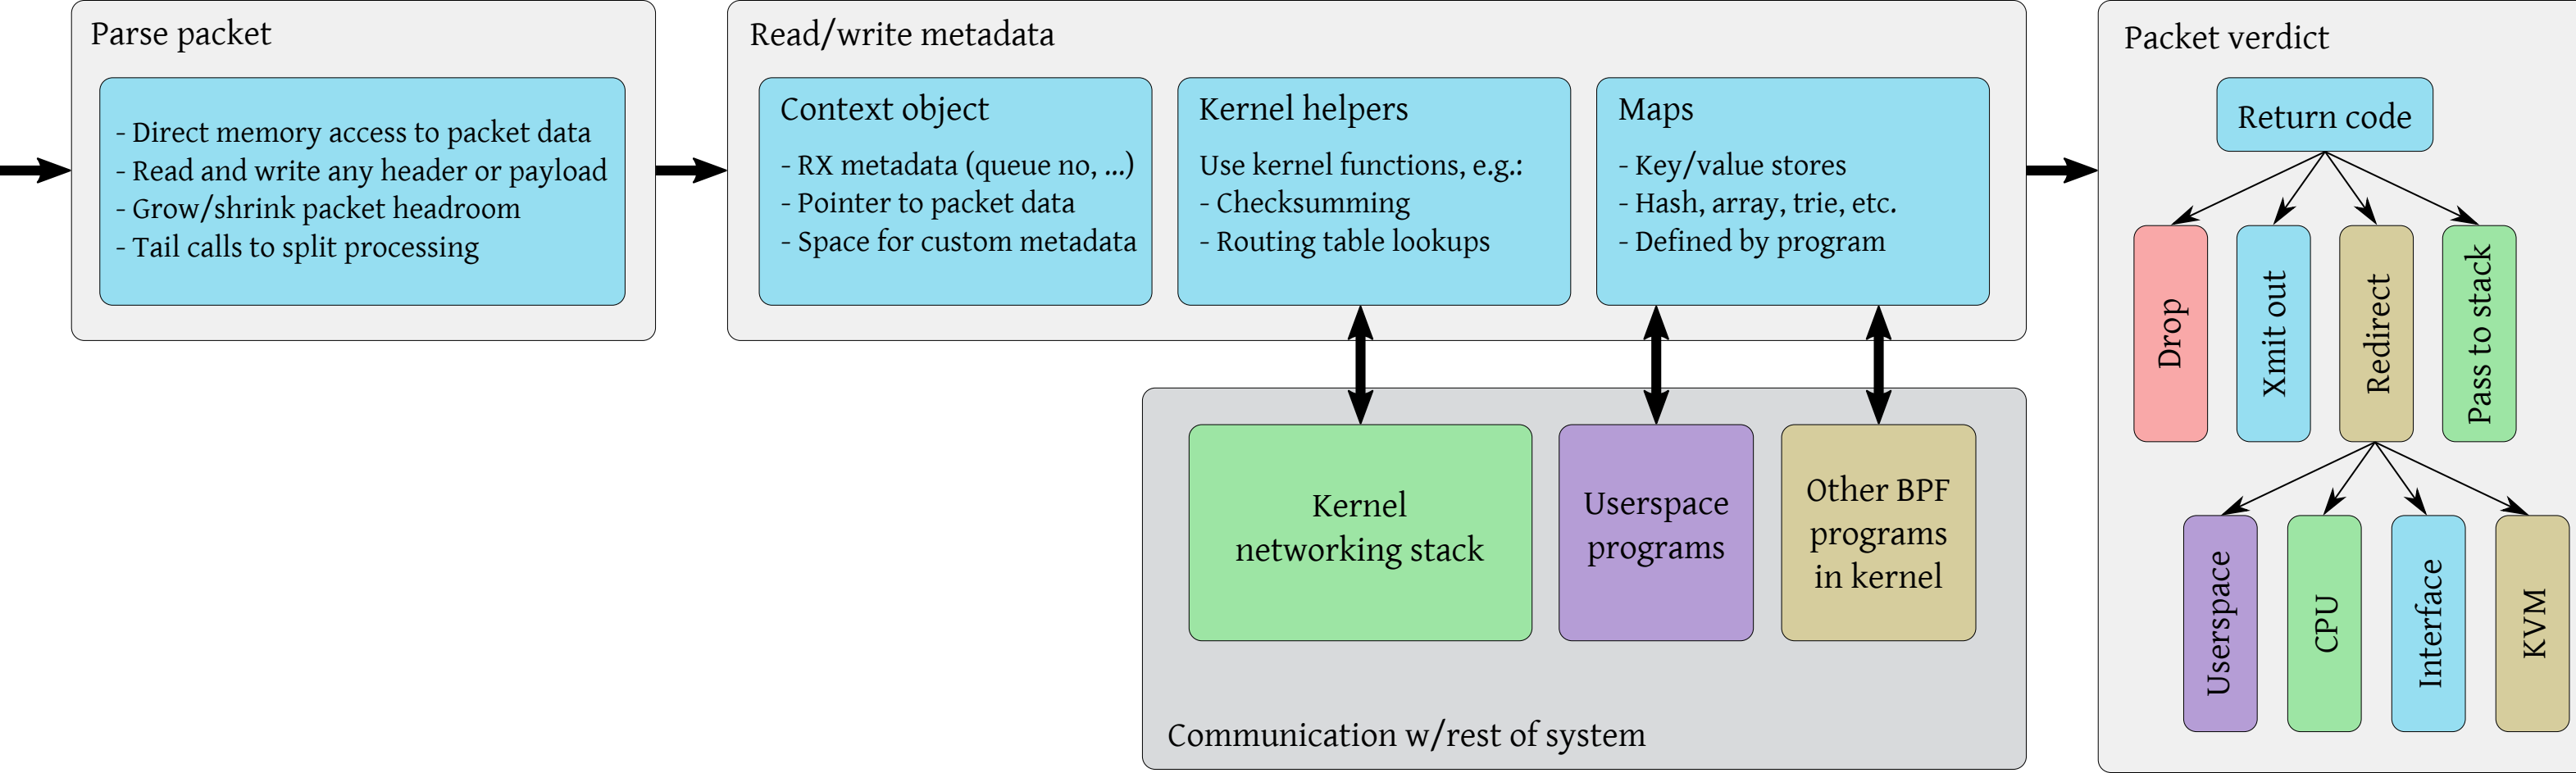 Parse packet
- Direct memory access to packet data
- Read and write any header or payload
- Grow/shrink packet headroom
- Tail calls to split processing
Read/write metadata
Context object
- RX metadata (queue no, ...)
- Pointer to packet data
- Space for custom metadata
Kernel helpers
Use kernel functions, e.g.:
- Checksumming
- Routing table lookups
Maps
- Key/value stores
- Hash, array, trie, etc.
- Defined by program
Kernel
networking stack
Userspace
programs
Other BPF
programs
in kernel
Communication w/rest of system
Packet verdict
Return code
Drop
Xmit out
Redirect
Pass to stack
Userspace
CPU
Interface
KVM